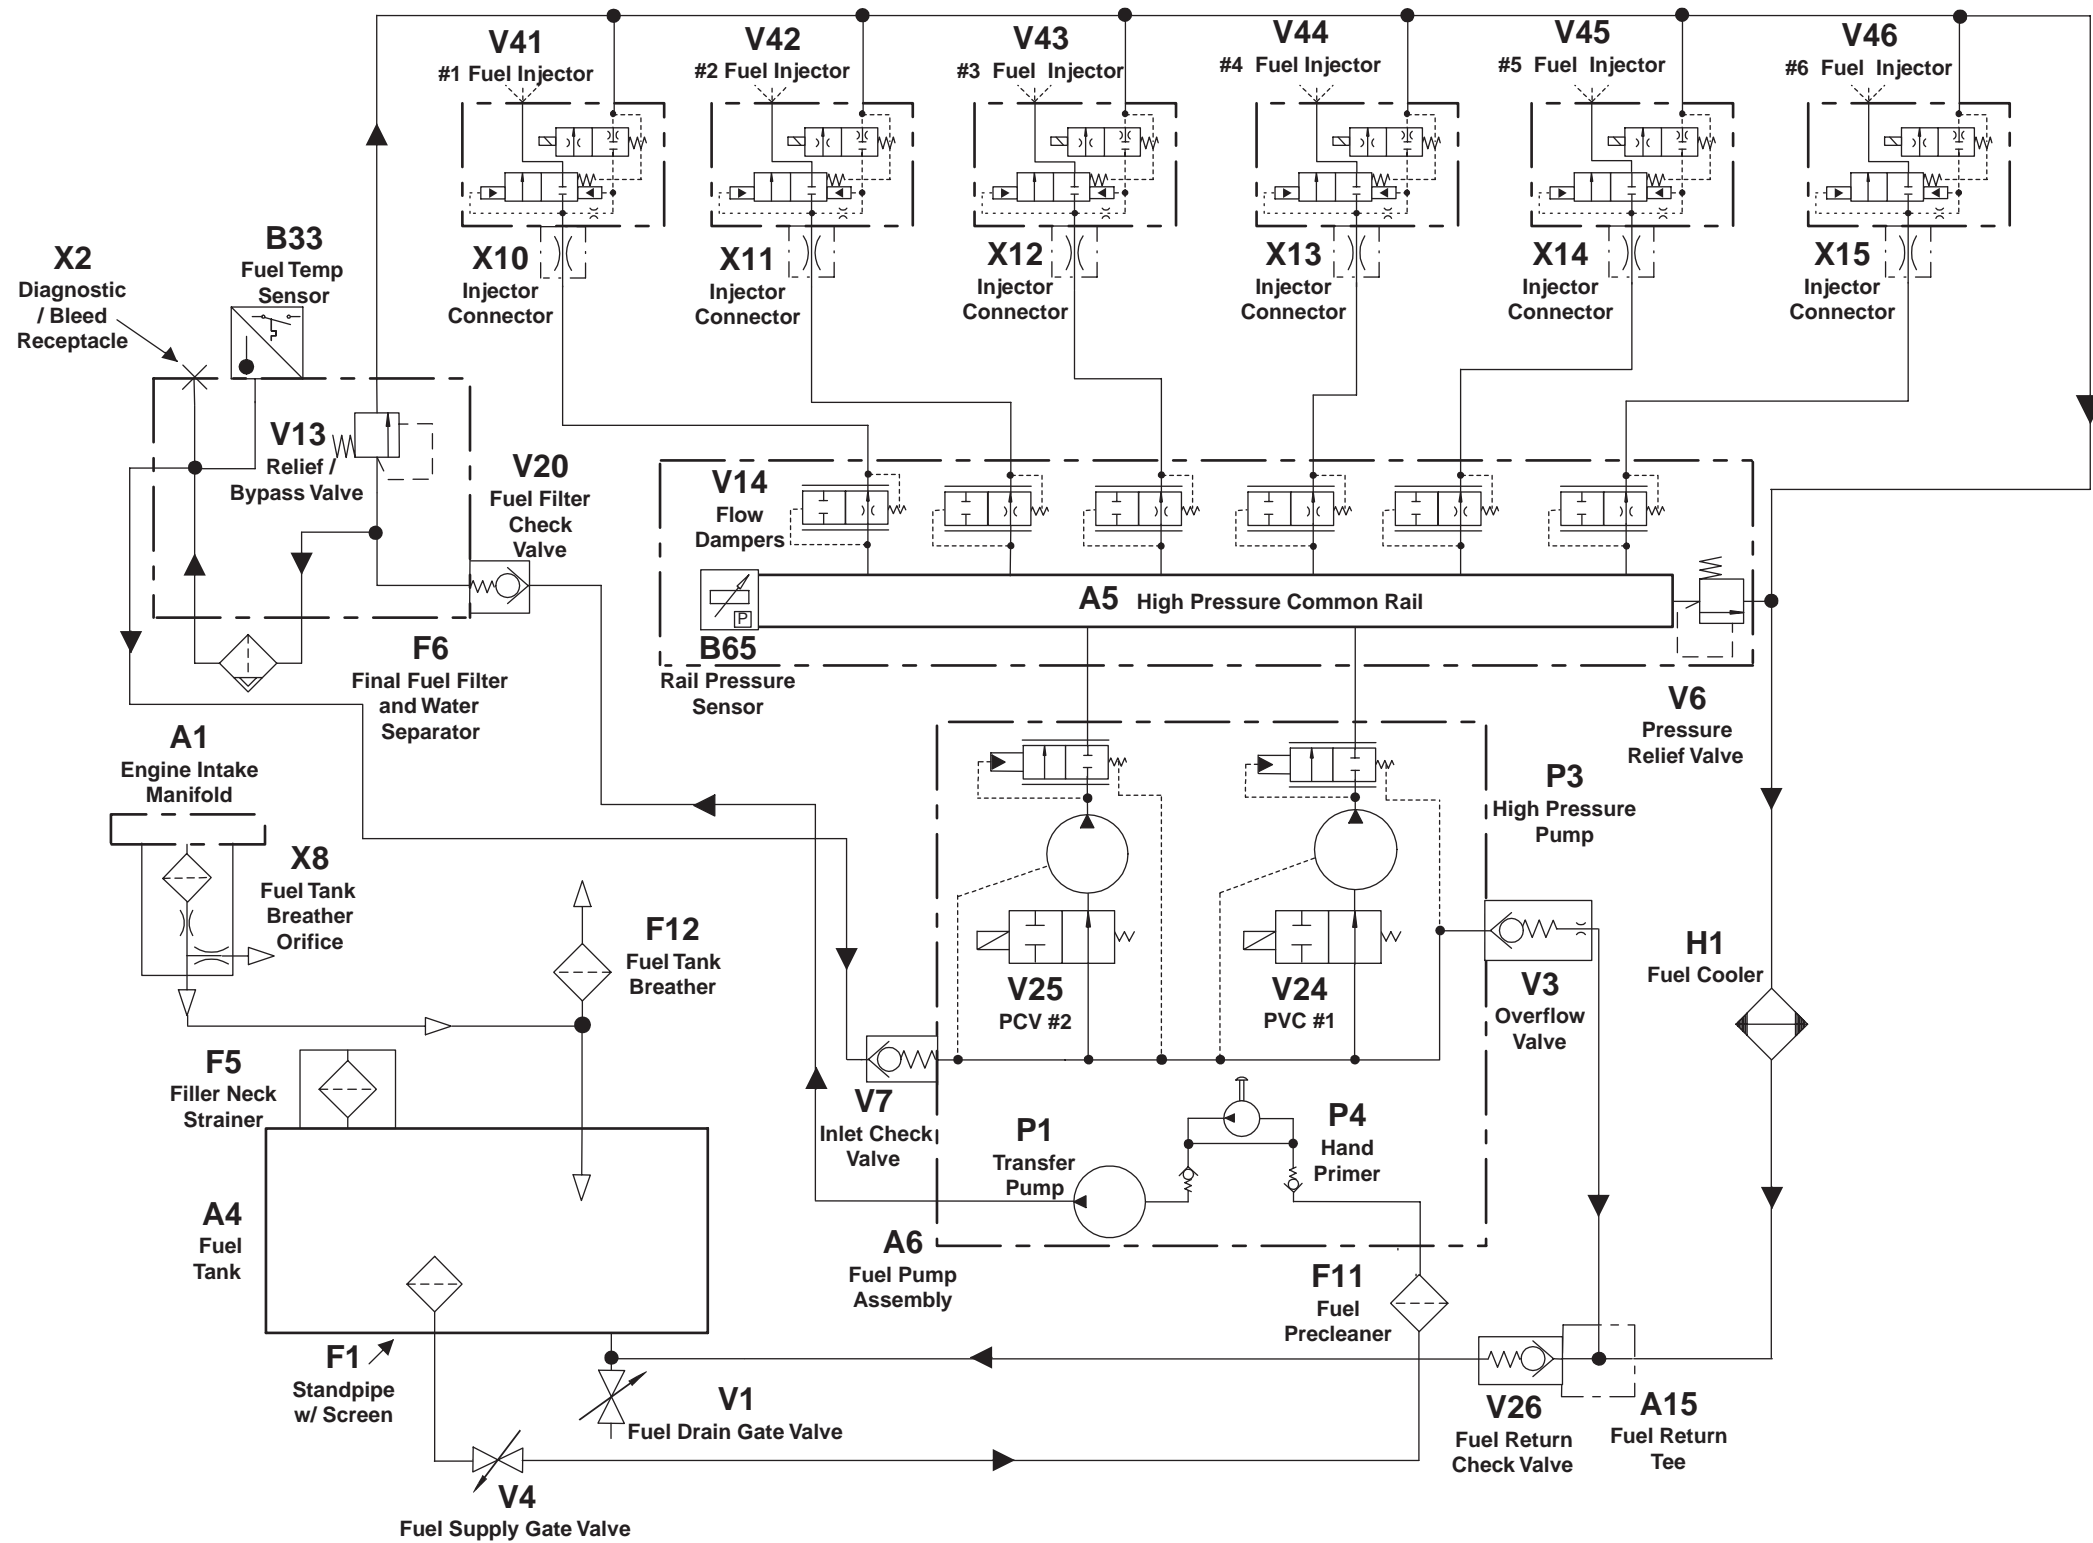 V41
#1 Fuel Injector
V42
#2 Fuel Injector
V43
#3 Fuel Injector
V44
#4 Fuel Injector
V45
#5 Fuel Injector
V46
#6 Fuel Injector
X10
Injector
Connector
X11
Injector
Connector
X12
Injector
Connector
X13
Injector
Connector
X14
Injector
Connector
X15
Injector
Connector
X2
Diagnostic
/ Bleed
Receptacle
B33
Fuel Temp
Sensor
V13
Relief /
Bypass Valve
V20
Fuel Filter
Check
Valve
V14
Flow
Dampers
A5 High Pressure Common Rail
P
B65
Rail Pressure
Sensor
F6
Final Fuel Filter
and Water
Separator
V6
Pressure
Relief Valve
A1
Engine Intake
Manifold
X8
Fuel Tank
Breather
Orifice
P3
High Pressure
Pump
F12
Fuel Tank
Breather
V25
PCV #2
V24
PVC #1
V3
Overflow
Valve
H1
Fuel Cooler
F5
Filler Neck
Strainer
V7
Inlet Check
Valve
P1
Transfer
Pump
P4
Hand
Primer
A4
Fuel
Tank
A6
Fuel Pump
Assembly
F11
Fuel
Precleaner
F1
Standpipe
w/ Screen
V1
Fuel Drain Gate Valve
V26
Fuel Return
Check Valve
A15
Fuel Return
Tee
V4
Fuel Supply Gate Valve